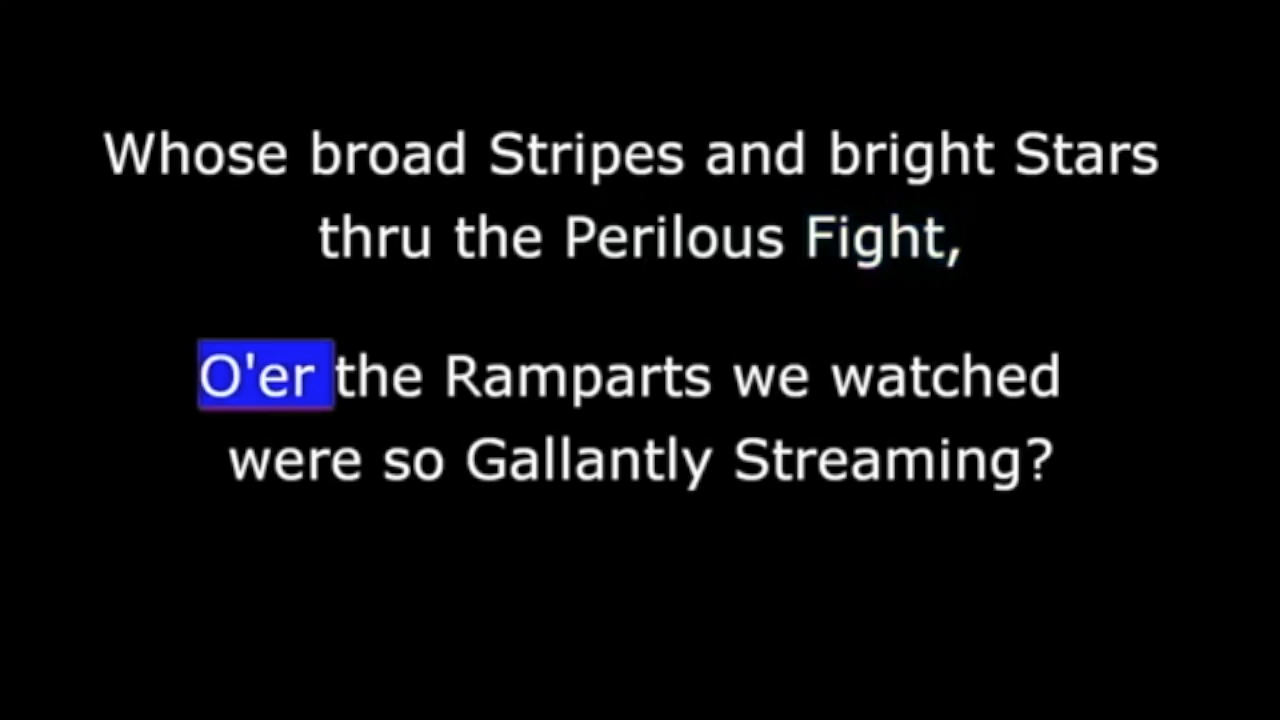 Whose broad Stripes and bright Stars
thru the Perilous Fight,
O'er the Ramparts we watched
were so Gallantly Streaming?